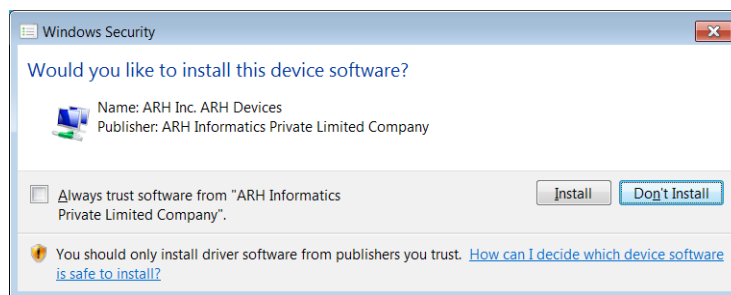 Windows Security
Would you like to install this device software?
Name: ARH Inc. ARH Devices
Publisher: ARH Informatics Private Limited Company
Always trust software from "ARH Informatics
Private Limited Company".
Install
Don't Install
You should only install driver software from publishers you trust. How can I decide which device software
is safe to install?